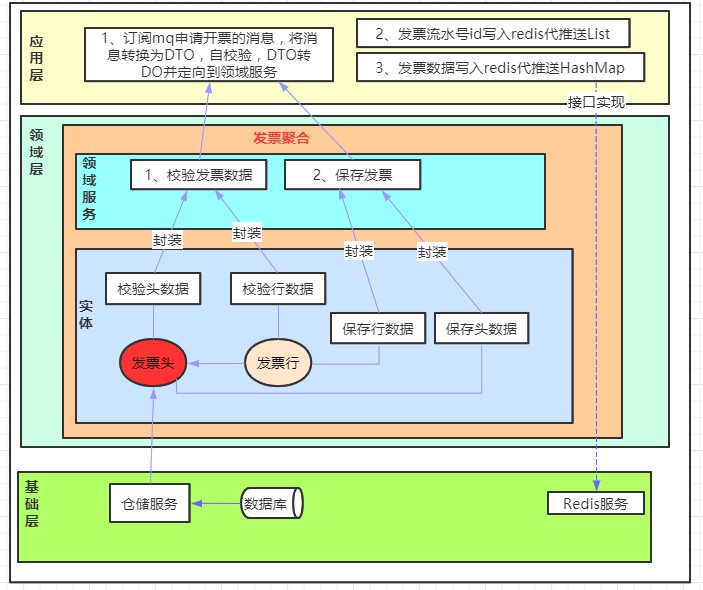 应用层
1、订阅mq申请开票的消息，将消
息转换为DTO，自校验，DTO转
DO并定向到领域服务
2、发票流水号id写入redis代推送List
3、发票数据写入redis代推送HashMap
接口实现
领域层
发票聚合
领域服务
1、校验发票数据
2、保存发票
封装
封装
封装
封装
实体
校验头数据
校验行数据
保存行数据
保存头数据
发票头
发票行
基础层
仓储服务
数据库
Redis服务